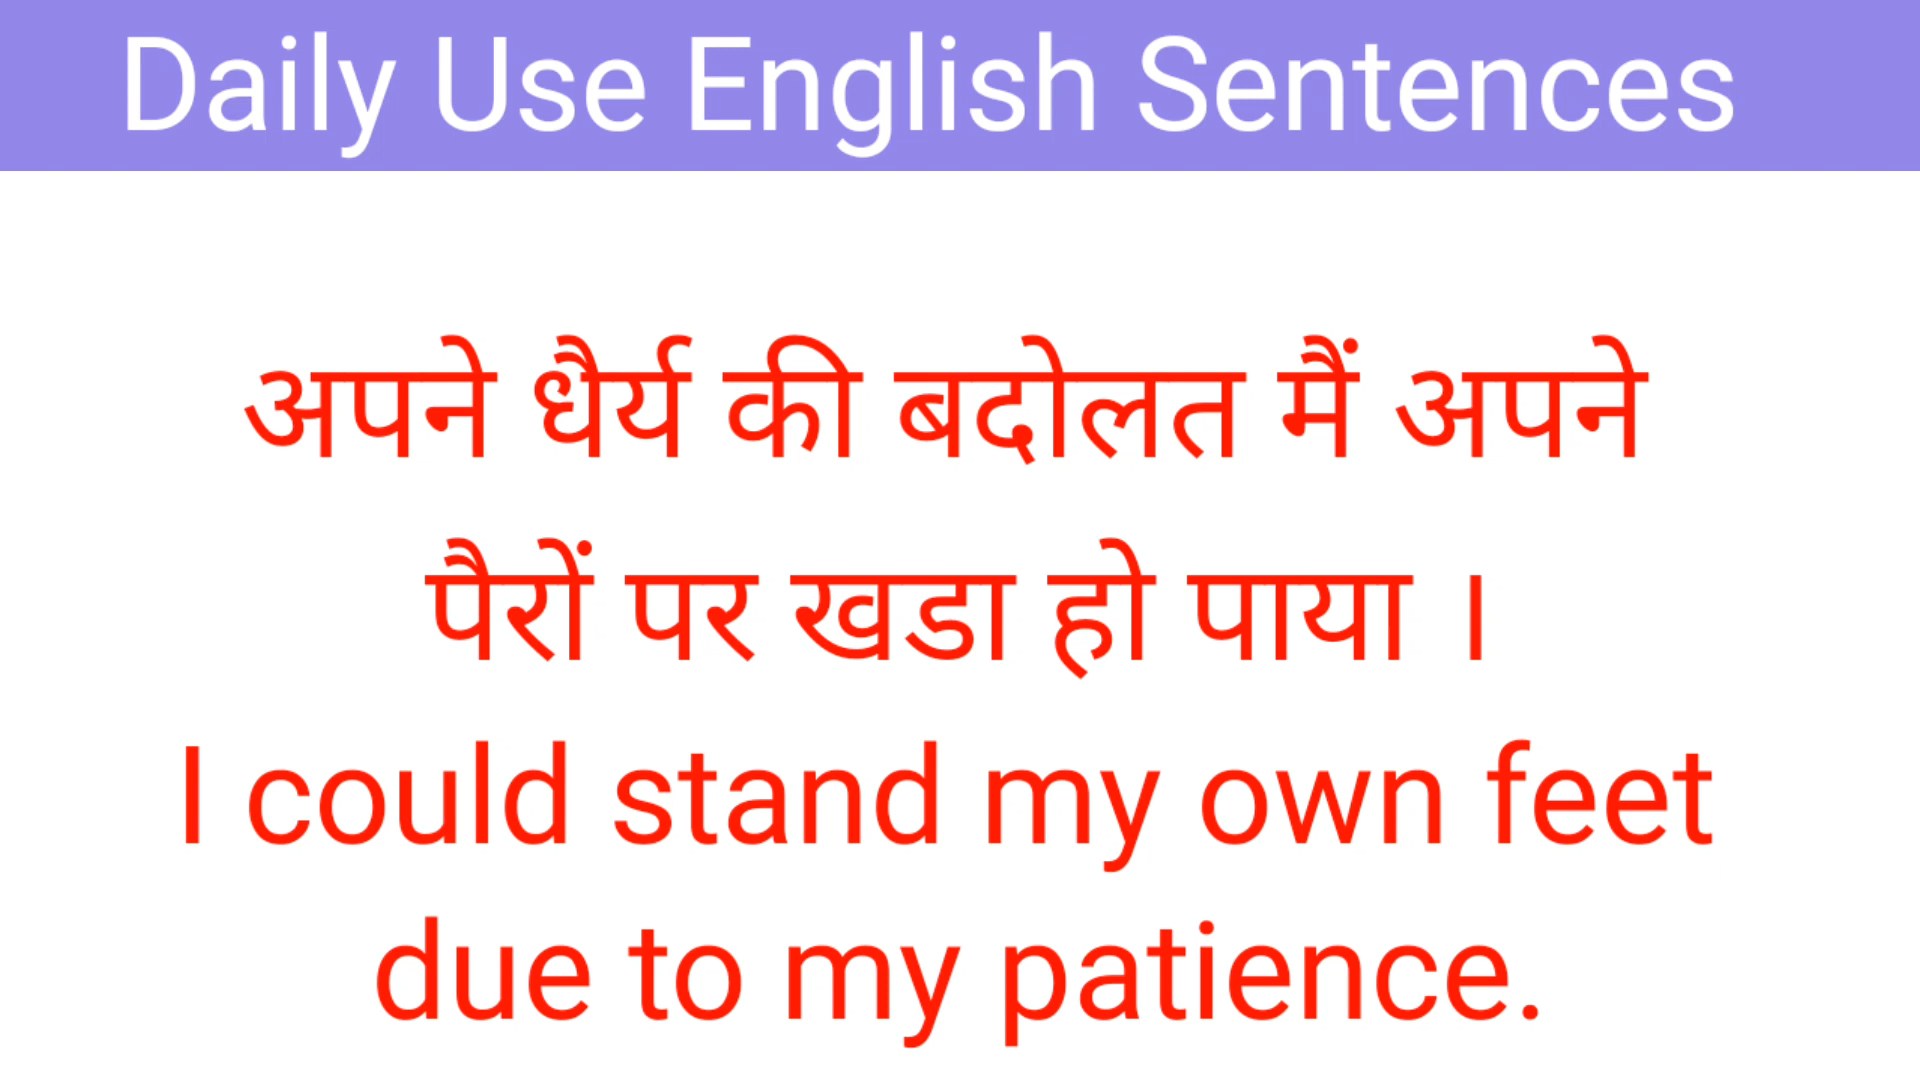 Daily Use English Sentences
अपने धैर्य की बदोलत मैं अपने
पैरों पर खडा हो पाया ।
I could stand my own feet
due to my patience.